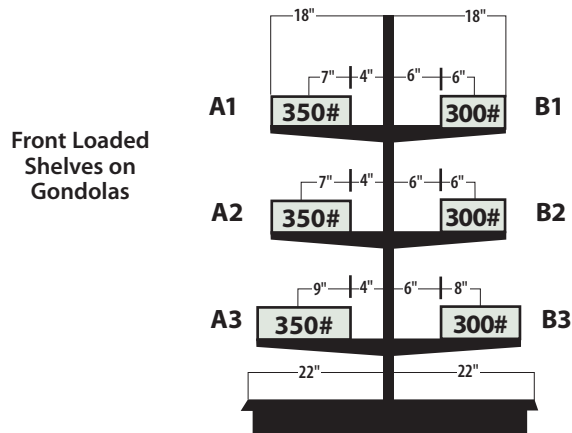 18" 18"
7" 4" 6" 6"
A1 350# 300# B1
Front Loaded
Shelves on
Gondolas
7" 4" 6" 6"
A2 350# 300# B2
9" 4" 6" 8"
A3 350# 300# B3
22" 22"